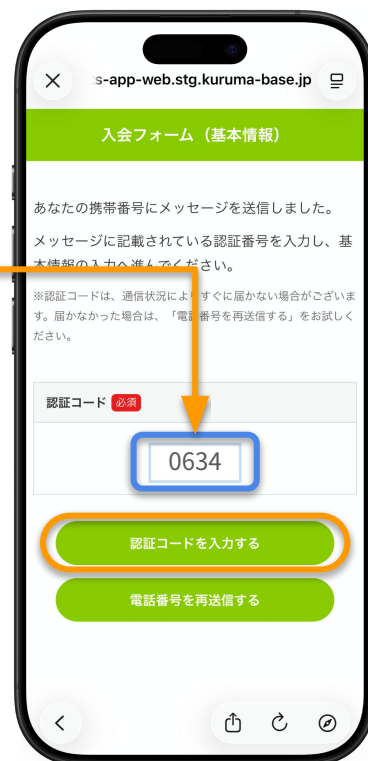 s-app-web.stg.kuruma-base.jp
入会フォーム（基本情報）
あなたの携帯番号にメッセージを送信しました。
メッセージに記載されている認証番号を入力し、基
本情報の入力へ進んでください。
※認証コードは、通信状況によりすぐに届かない場合がございま
す。届かなかった場合は、「電話番号を再送信する」をお試しく
ださい。
認証コード 必須
0634
認証コードを入力する
電話番号を再送信する